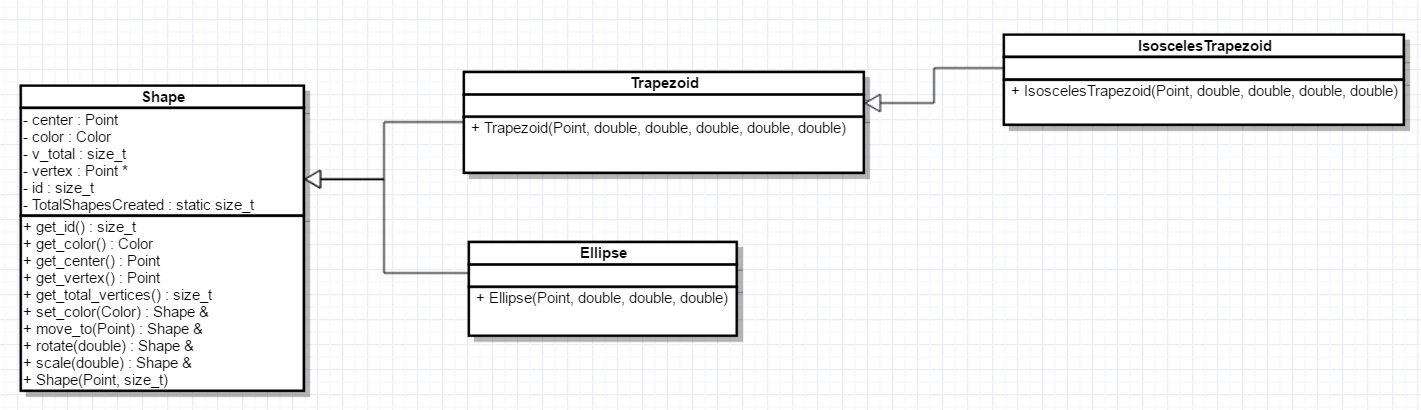 Shape
- center : Point
- color : Color
- v_total : size_t
- vertex : Point *
- id : size_t
- TotalShapesCreated : static size_t
+ get_id() : size_t
+ get_color() : Color
+ get_center() : Point
+ get_vertex() : Point
+ get_total_vertices() : size_t
+ set_color(Color) : Shape &
+ move_to(Point) : Shape &
+ rotate(double) : Shape &
+ scale(double) : Shape &
+ Shape(Point, size_t)
Trapezoid
+ Trapezoid(Point, double, double, double, double, double)
Ellipse
+ Ellipse(Point, double, double, double)
IsoscelesTrapezoid
+ IsoscelesTrapezoid(Point, double, double, double, double)